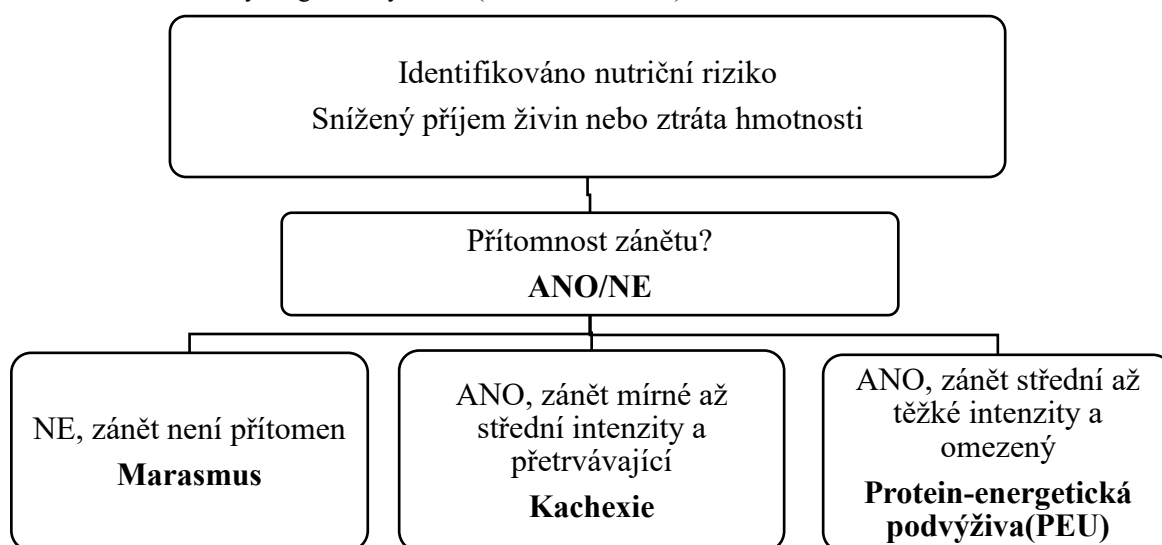 Identifikováno nutriční riziko
Snížený příjem živin nebo ztráta hmotnosti
Přítomnost zánětu?
ANO/NE
NE, zánět není přítomen
Marasmus
ANO, zánět mírné až
střední intenzity a
přetrvávající
Kachexie
ANO, zánět střední až
těžké intenzity a
omezený
Protein-energetická
podvýživa(PEU)